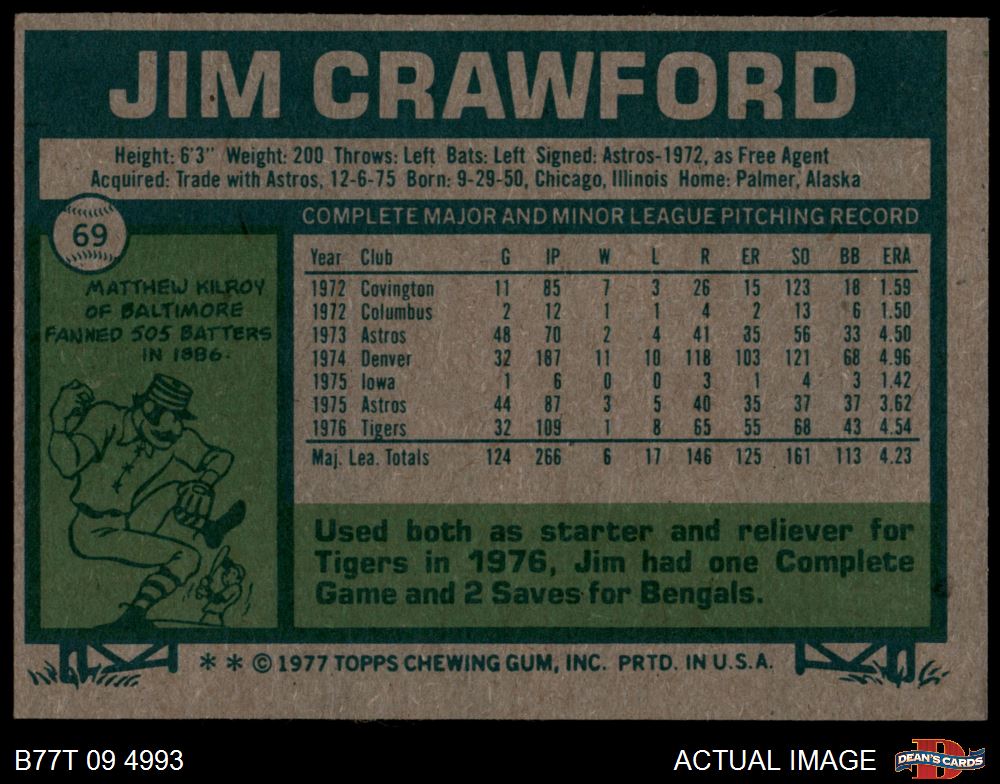 JIM CRAWFORD
Height: 6'3" Weight: 200 Throws: Left Bats: Left Signed: Astros-1972, as Free Agent
Acquired: Trade with Astros, 12-6-75 Born: 9-29-50, Chicago, Illinois Home: Palmer, Alaska
69
MATTHEW KILROY
OF BALTIMORE
FANNED 505 BATTERS
IN 1886.
COMPLETE MAJOR AND MINOR LEAGUE PITCHING RECORD
Year Club G IP W L R ER SO BB ERA
1972 Covington 11 85 7 3 26 15 123 18 1.59
1972 Columbus 2 12 1 1 4 2 13 6 1.50
1973 Astros 48 70 2 4 41 35 56 33 4.50
1974 Denver 32 187 11 10 118 103 121 68 4.96
1975 Iowa 1 6 0 0 3 1 4 3 1.42
1975 Astros 44 87 3 5 40 35 37 37 3.62
1976 Tigers 32 109 1 8 65 55 68 43 4.54
Maj. Lea. Totals 124 266 6 17 146 125 161 113 4.23
Used both as starter and reliever for
Tigers in 1976, Jim had one Complete
Game and 2 Saves for Bengals.
* * © 1977 TOPPS CHEWING GUM, INC. PRTD. IN U.S.A.
B77T 09 4993
ACTUAL IMAGE
D
DEAN'S CARDS